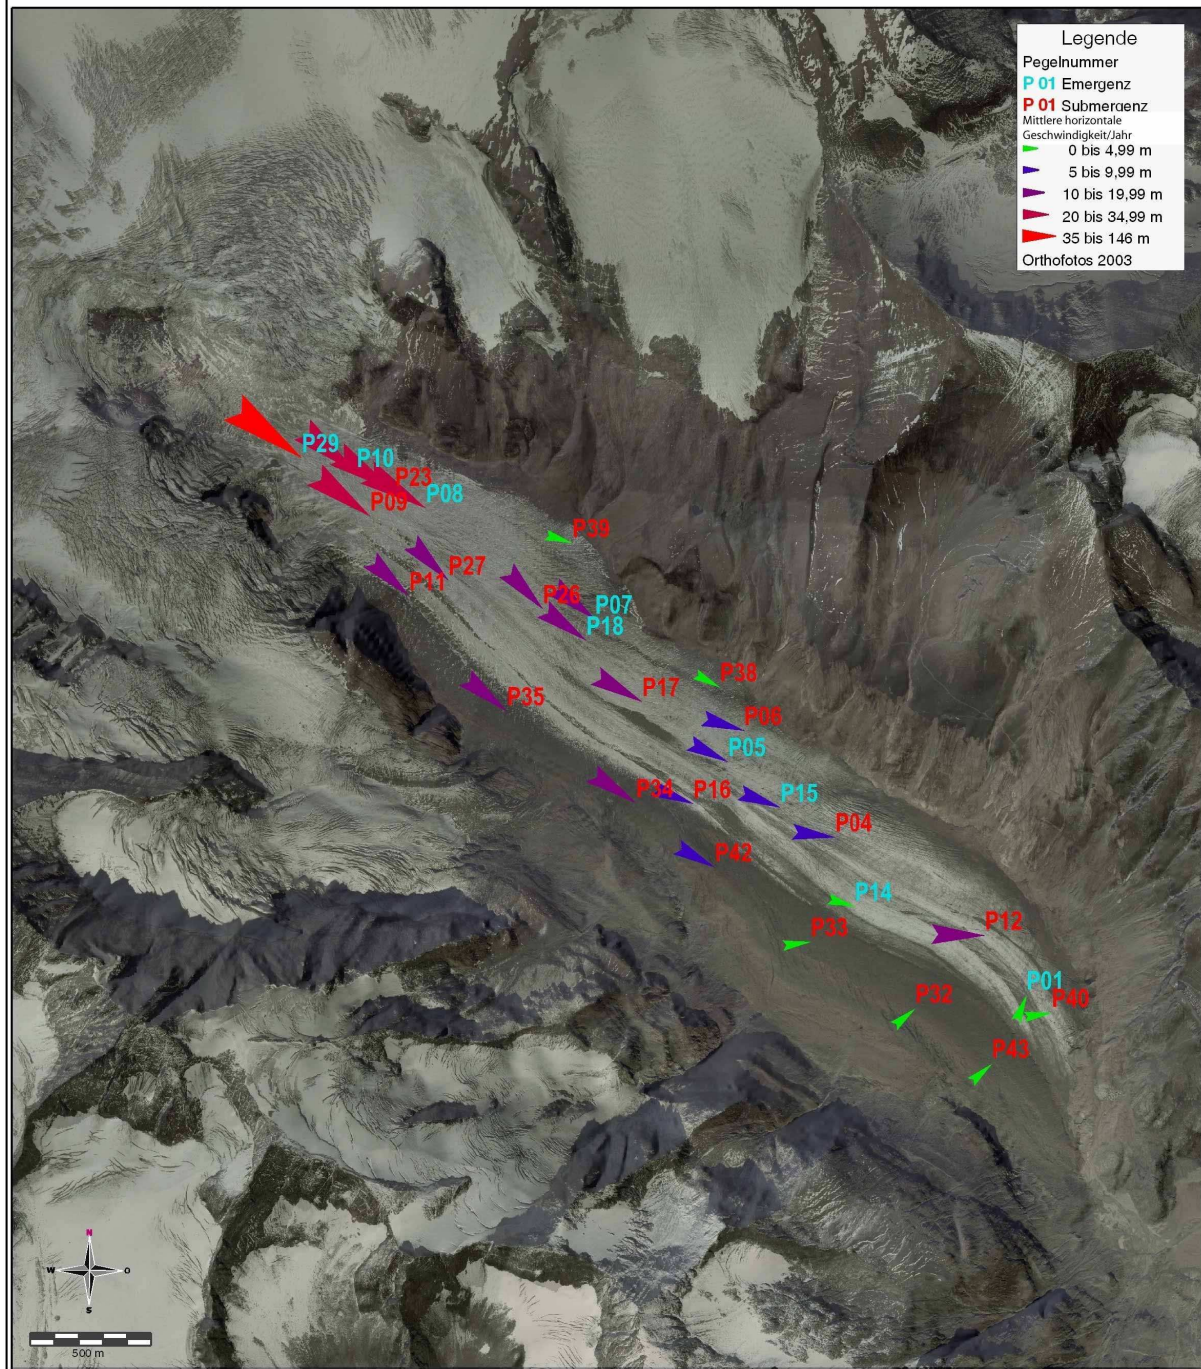 Legende
Pegelnummer
P 01 Emergenz
P 01 Submergenz
Mittlere horizontale
Geschwindigkeit/Jahr
0 bis 4,99 m
5 bis 9,99 m
10 bis 19,99 m
20 bis 34,99 m
35 bis 146 m
Orthofotos 2003
P29
P10
P23
P08
P09
P39
P27
P11
P26
P07
P18
P38
P17
P35
P06
P05
P34
P16
P15
P04
P42
P14
P33
P12
P01
P32
P40
P43
N
W
O
S
500 m